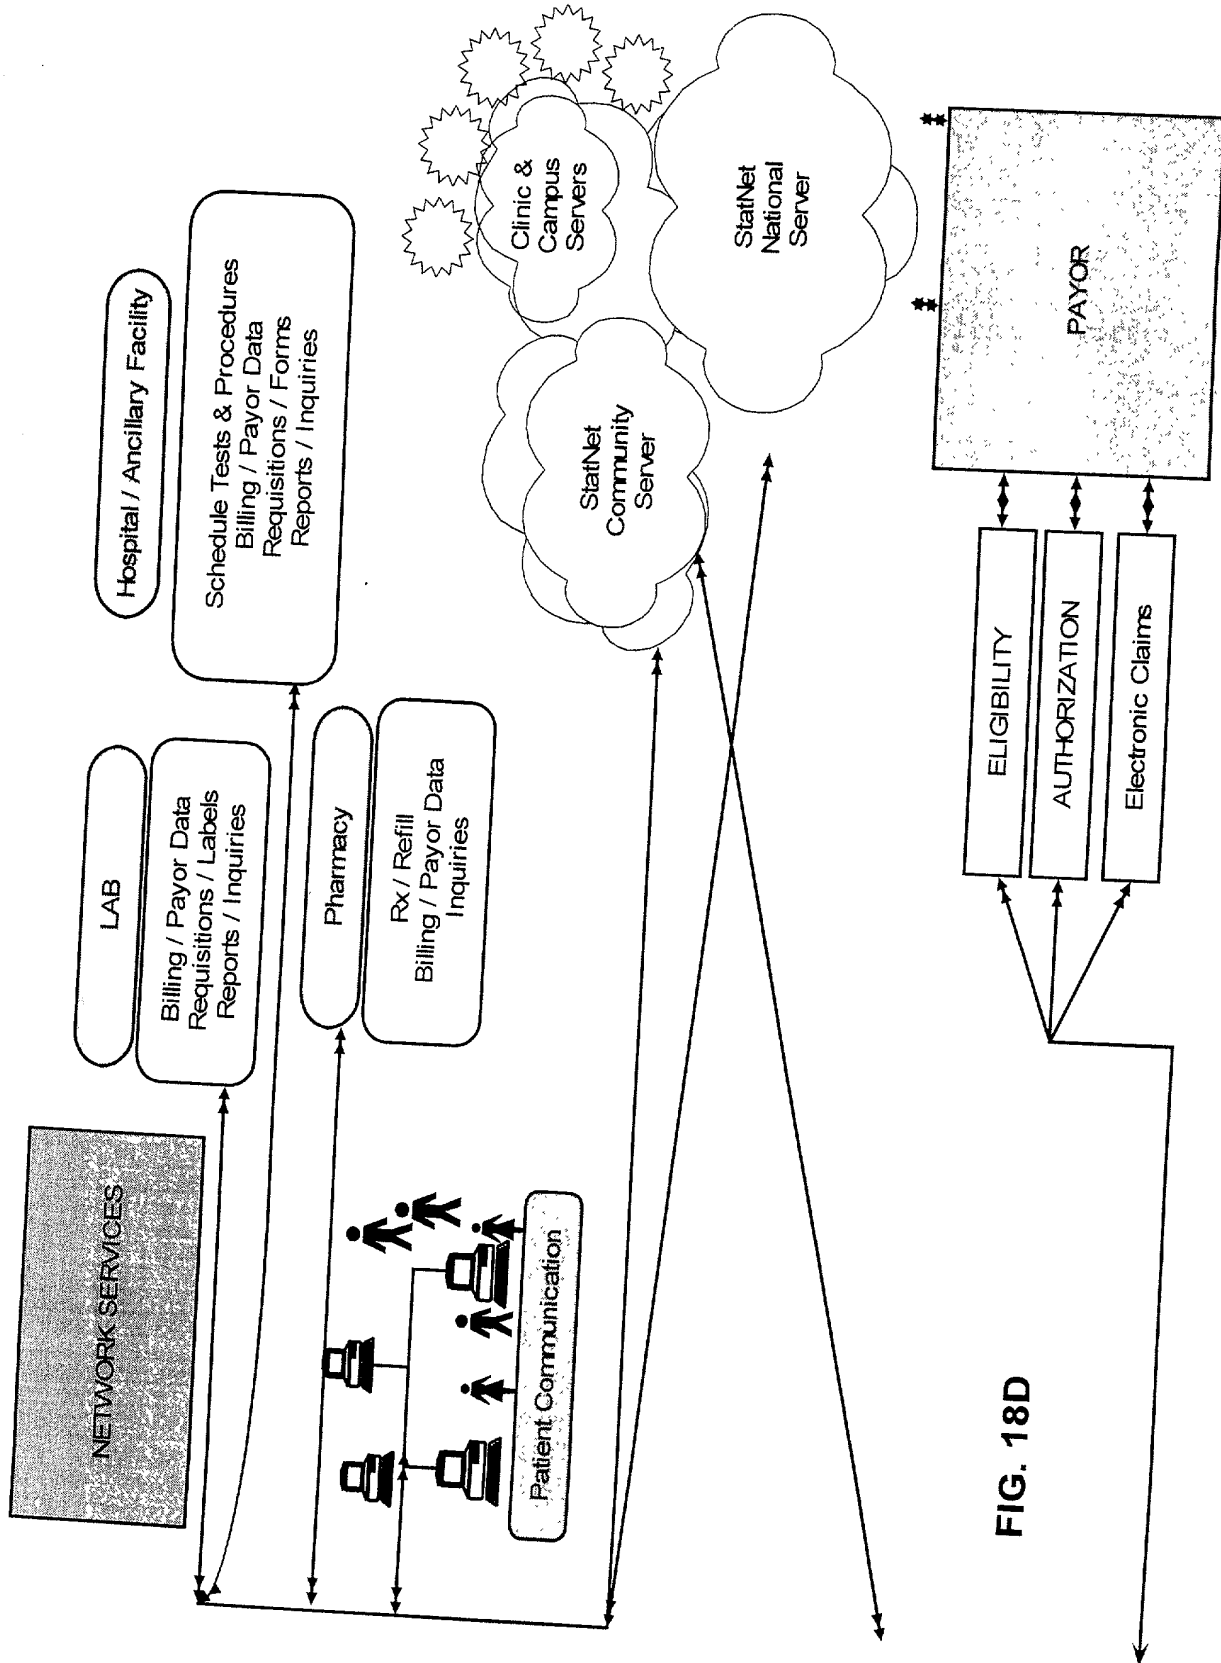 NETWORK SERVICES
LAB
Billing / Payor Data
Requisitions / Labels
Reports / Inquiries
Hospital / Ancillary Facility
Schedule Tests & Procedures
Billing / Payor Data
Requisitions / Forms
Reports / Inquiries
Pharmacy
Rx / Refill
Billing / Payor Data
Inquiries
Patient Communication
Clinic &
Campus
Servers
StatNet
Community
Server
StatNet
National
Server
ELIGIBILITY
AUTHORIZATION
Electronic Claims
PAYOR
FIG. 18D